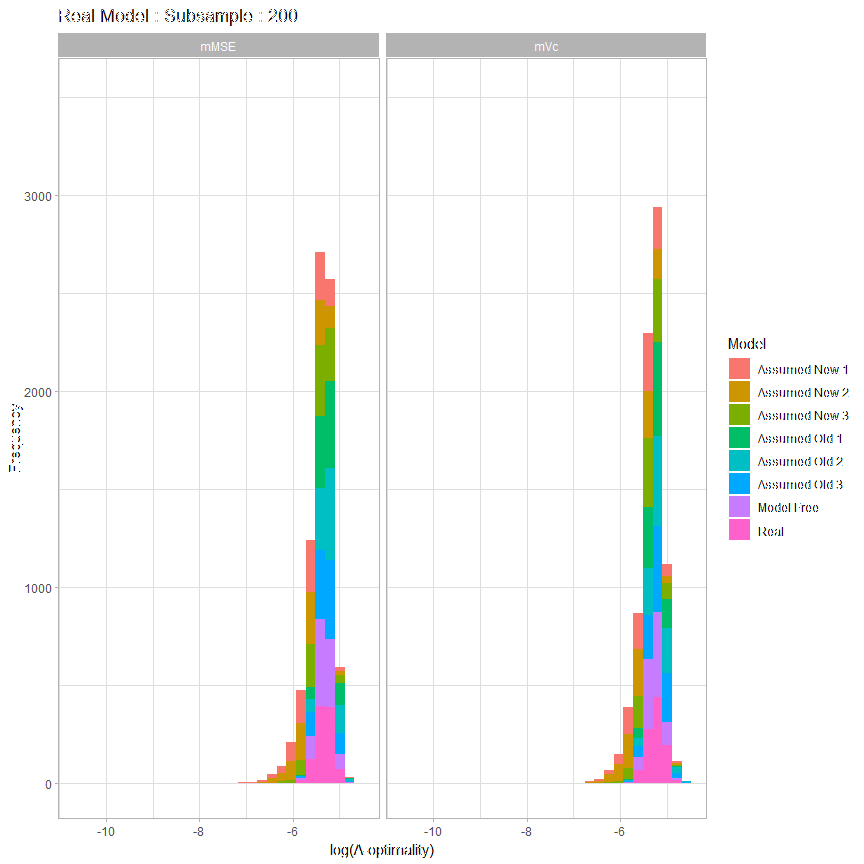 Real Model : Subsample : 200
mMSE
mVc
3000
2000
1000
0
-10
-8
-6
-10
-8
-6
Frequency
log(A-optimality)
Model
Assumed New 1
Assumed New 2
Assumed New 3
Assumed Old 1
Assumed Old 2
Assumed Old 3
Model Free
Real